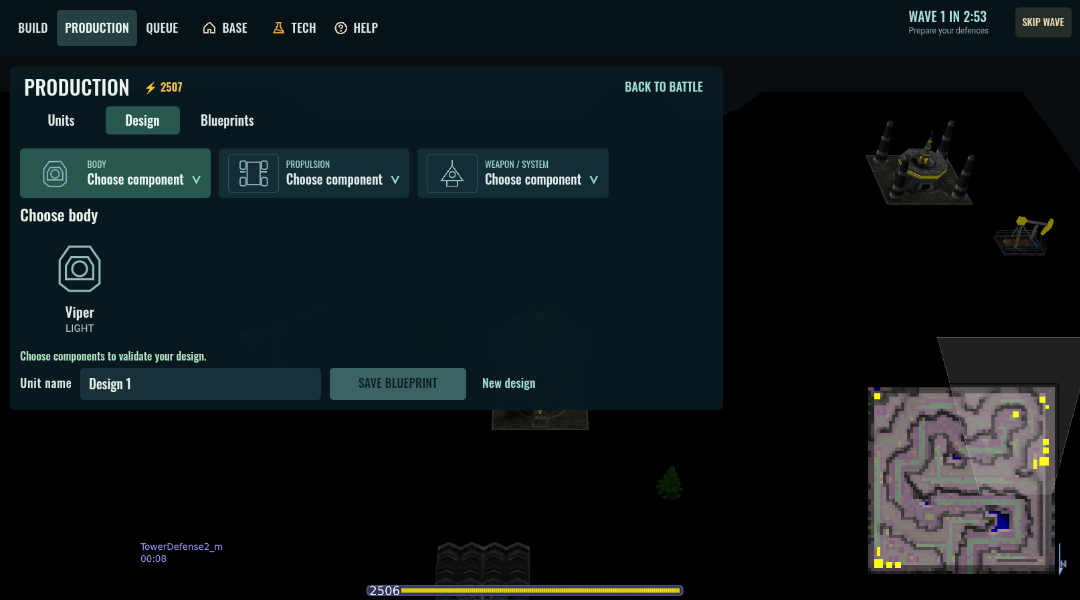 BUILD PRODUCTION QUEUE BASE TECH HELP
WAVE 1 IN 2:53
Prepare your defences
SKIP WAVE
PRODUCTION 2507
BACK TO BATTLE
Units Design Blueprints
BODY
Choose component
PROPULSION
Choose component
WEAPON / SYSTEM
Choose component
Choose body
Viper
LIGHT
Choose components to validate your design.
Unit name Design 1 SAVE BLUEPRINT New design
TowerDefense2_m
00:08
2506
N